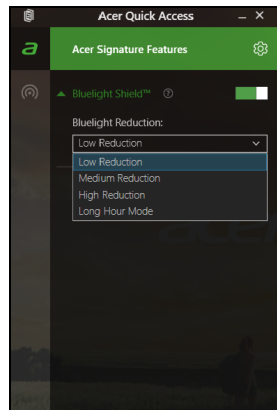 Acer Quick Access
a
Acer Signature Features
Bluelight Shield™
Bluelight Reduction:
Low Reduction
Low Reduction
Medium Reduction
High Reduction
Long Hour Mode